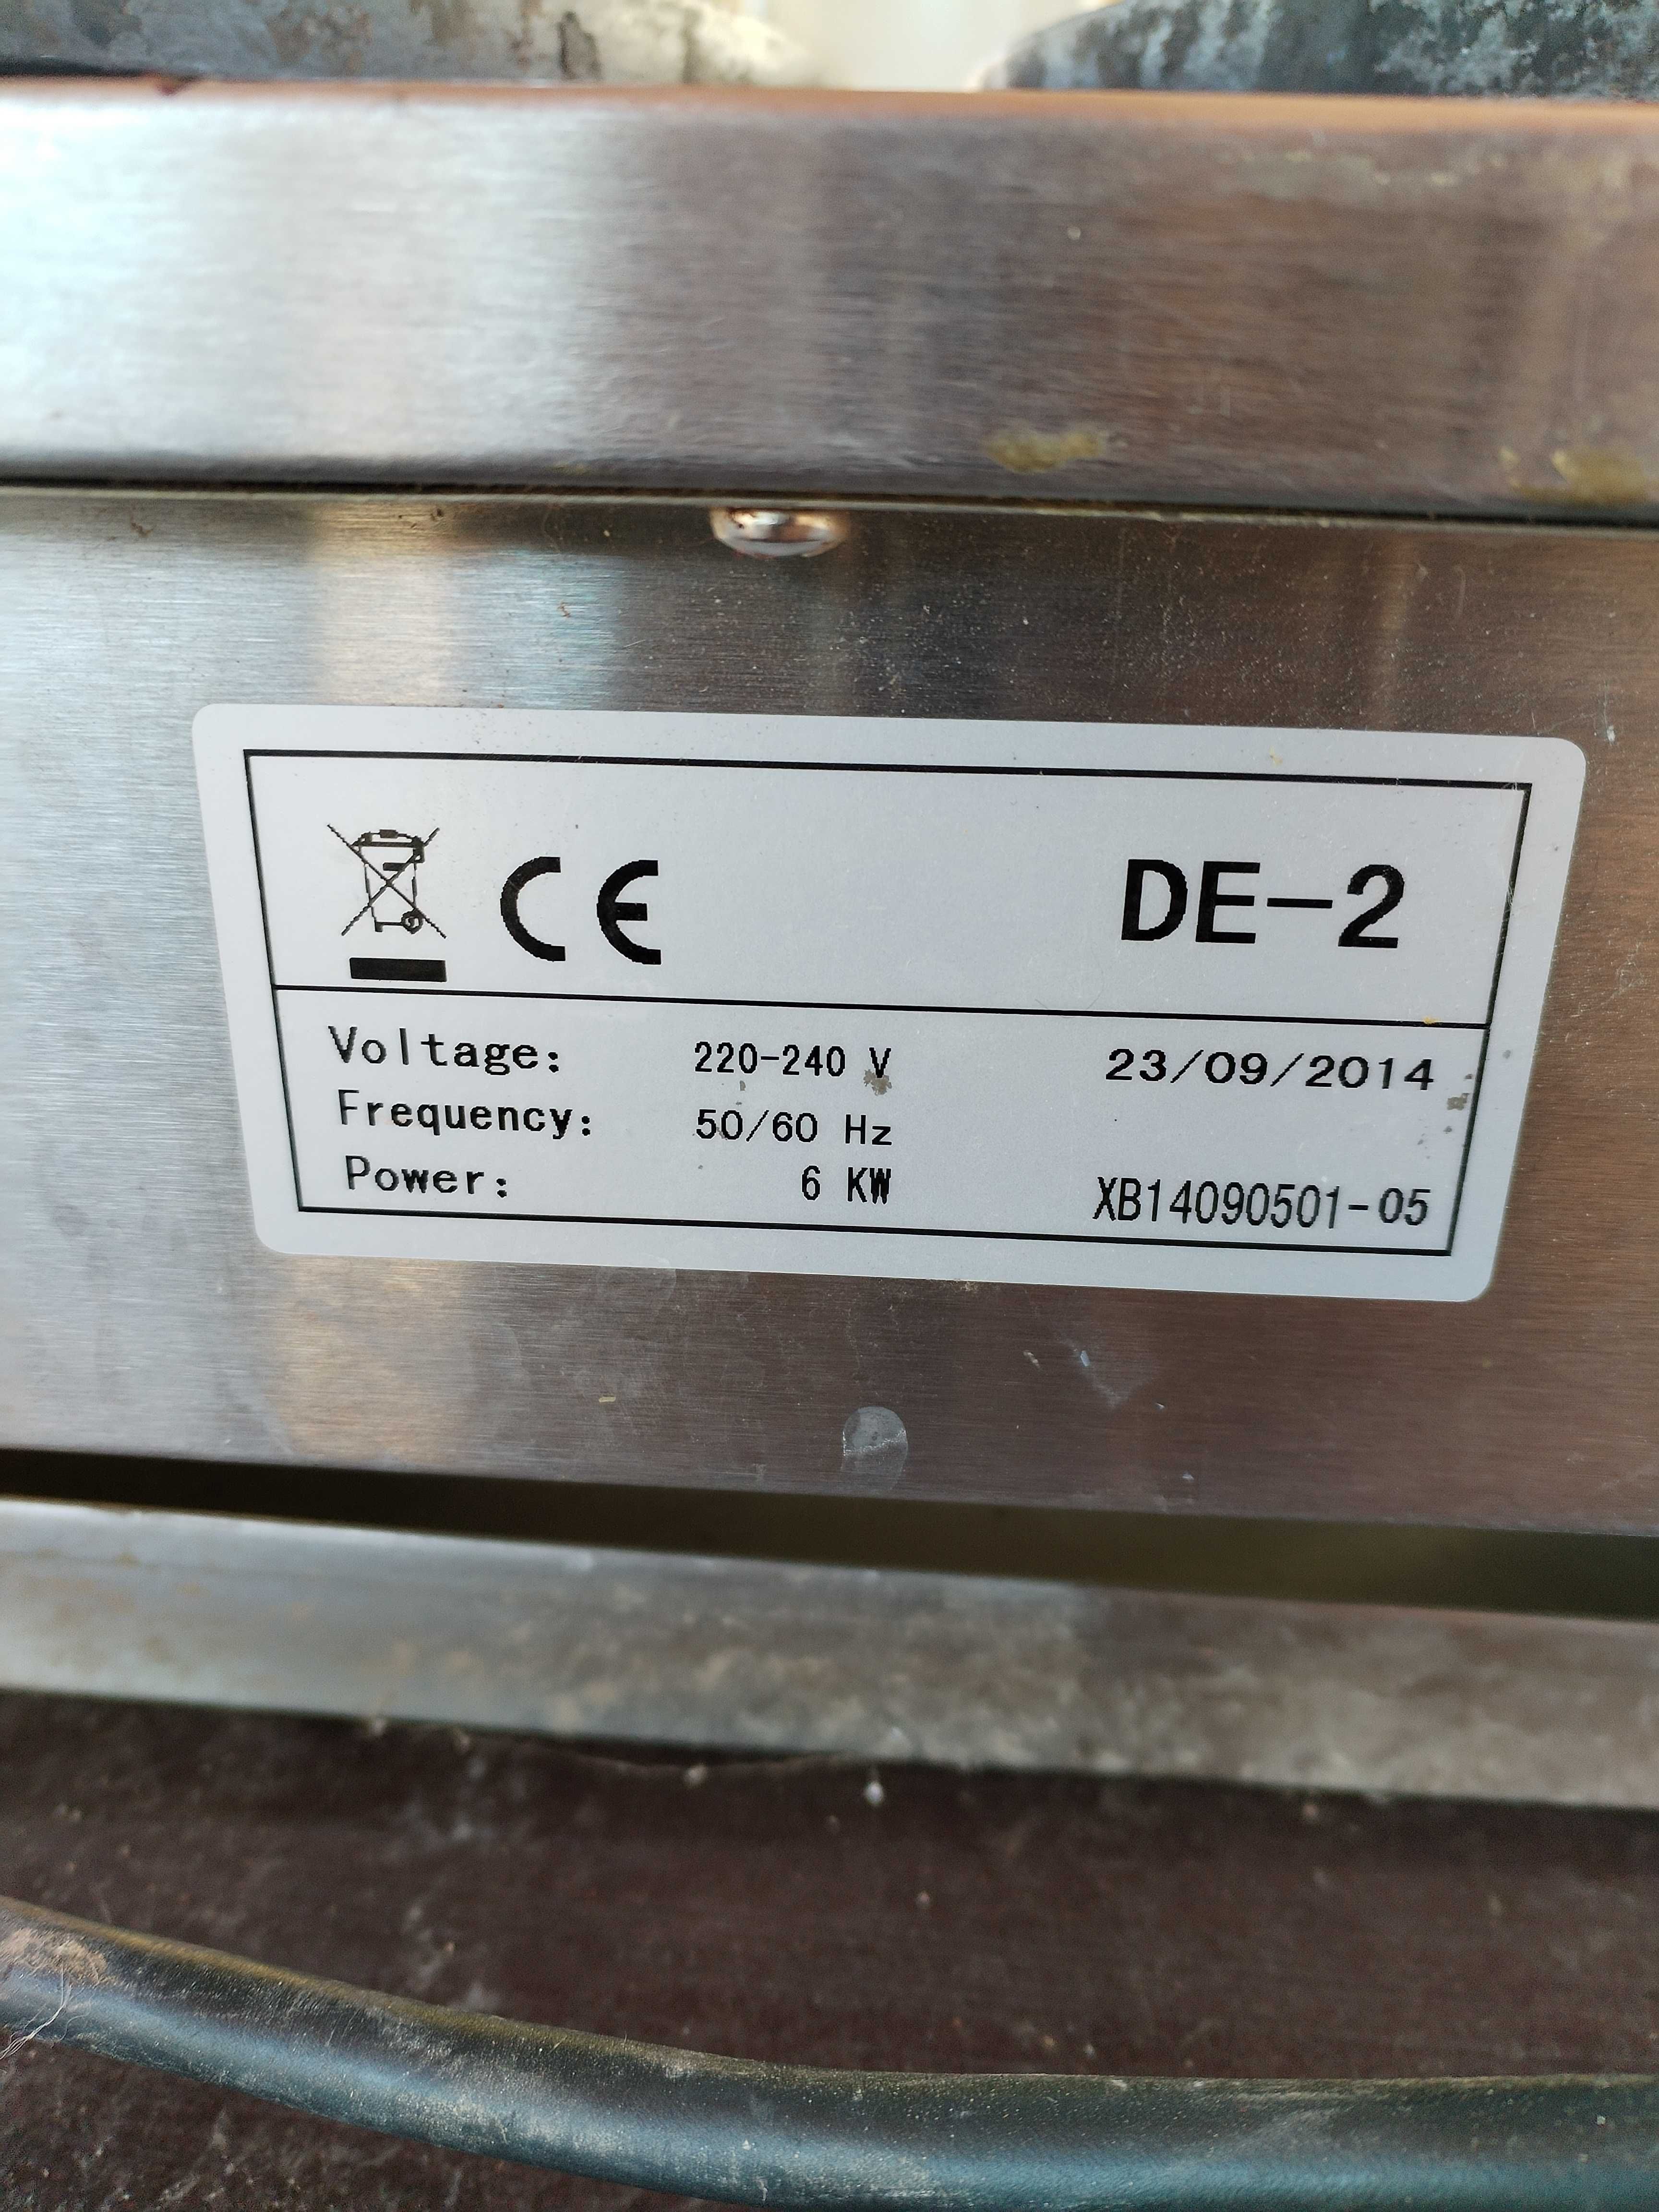 CE DE-2
Voltage: 220-240 V 23/09/2014
Frequency: 50/60 Hz
Power: 6 KW XB14090501-05